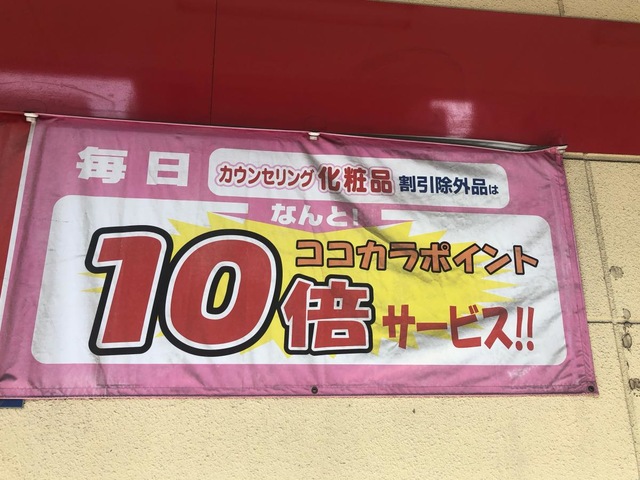 毎日 カウンセリング化粧品 割引除外品は
なんと!
ココカラポイント
10倍サービス!!